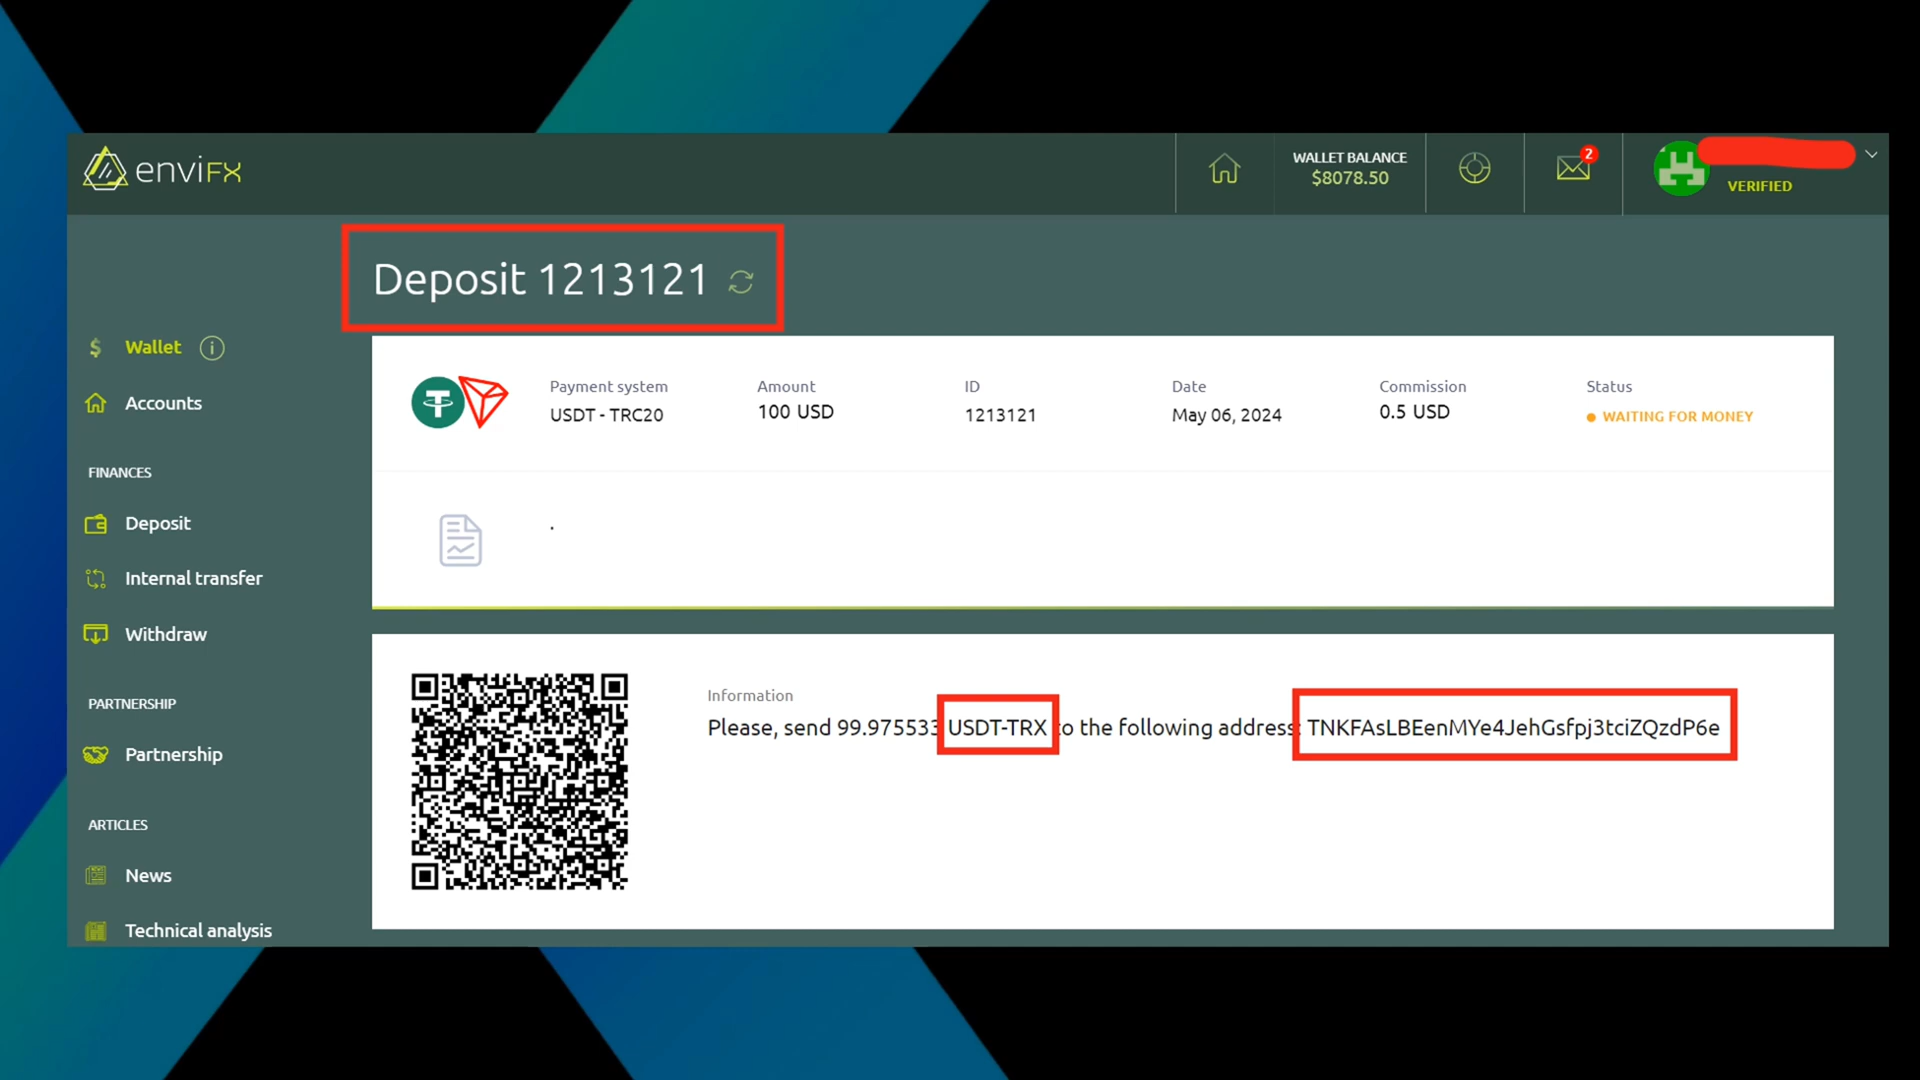 enviFX
WALLET BALANCE
$8078.50
2
VERIFIED
Deposit 1213121
Wallet
Accounts
FINANCES
Deposit
Internal transfer
Withdraw
PARTNERSHIP
Partnership
ARTICLES
News
Technical analysis
Payment system
USDT - TRC20
Amount
100 USD
ID
1213121
Date
May 06, 2024
Commission
0.5 USD
Status
WAITING FOR MONEY
.
Information
Please, send 99.975533 USDT-TRX to the following address: TNKFAsLBEenMYe4JehGsfpj3tciZQzdP6e